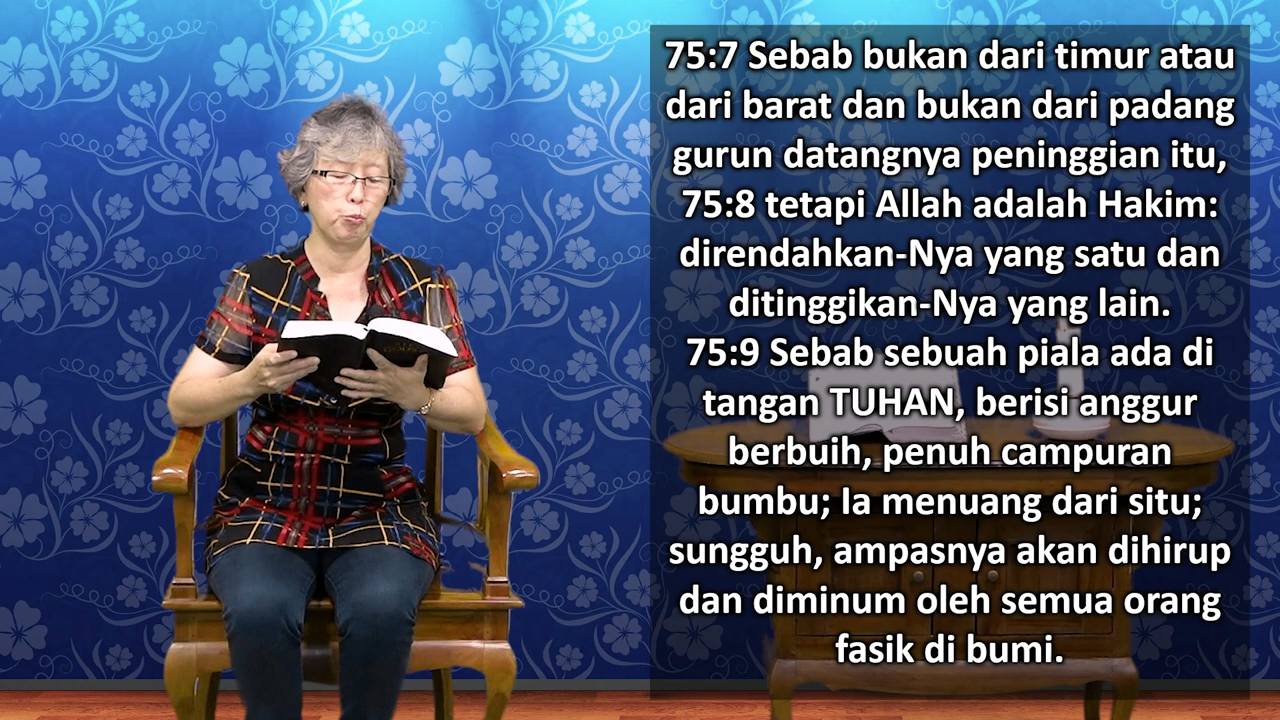 75:7 Sebab bukan dari timur atau
dari barat dan bukan dari padang
gurun datangnya peninggian itu,
75:8 tetapi Allah adalah Hakim:
direndahkan-Nya yang satu dan
ditinggikan-Nya yang lain.
75:9 Sebab sebuah piala ada di
tangan TUHAN, berisi anggur
berbuih, penuh campuran
bumbu; Ia menuang dari situ;
sungguh, ampasnya akan dihirup
dan diminum oleh semua orang
fasik di bumi.